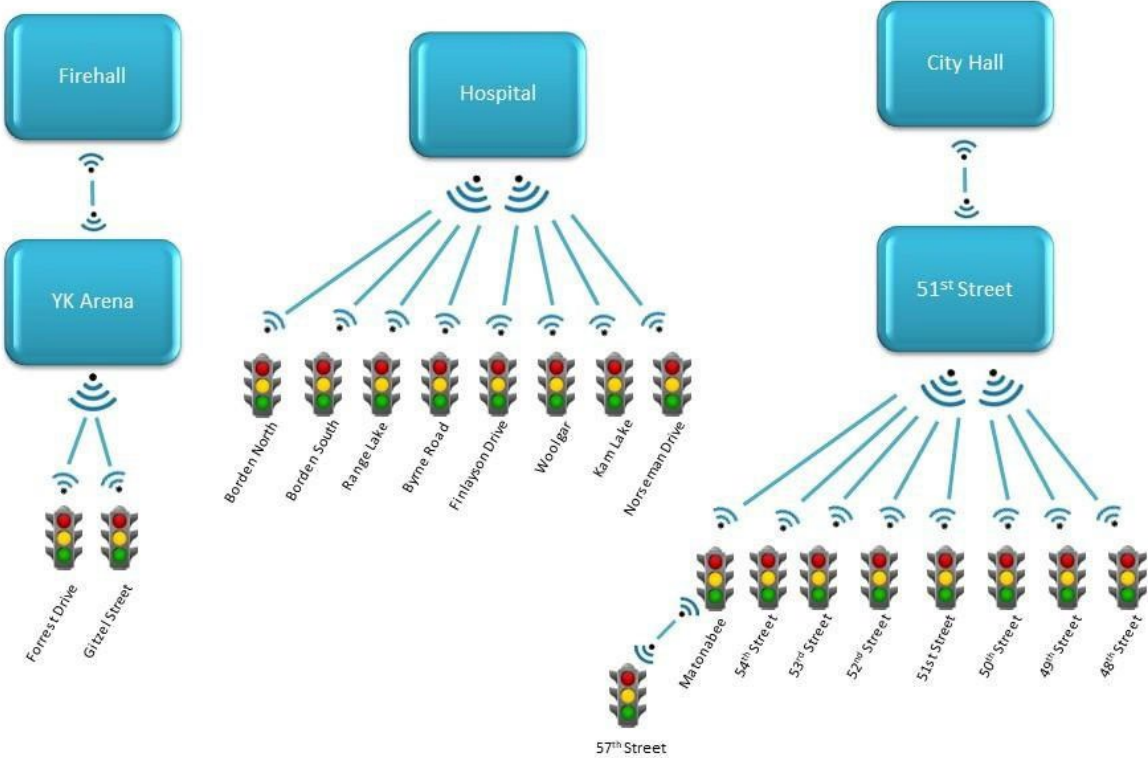 Firehall
Hospital
City Hall
YK Arena
51st Street
Borden North
Borden South
Range Lake
Byrne Road
Finlayson Drive
Woolgar
Kam Lake
Norseman Drive
Forrest Drive
Gitzel Street
Matonabee
54th Street
53rd Street
52nd Street
51st Street
50th Street
49th Street
48th Street
57th Street